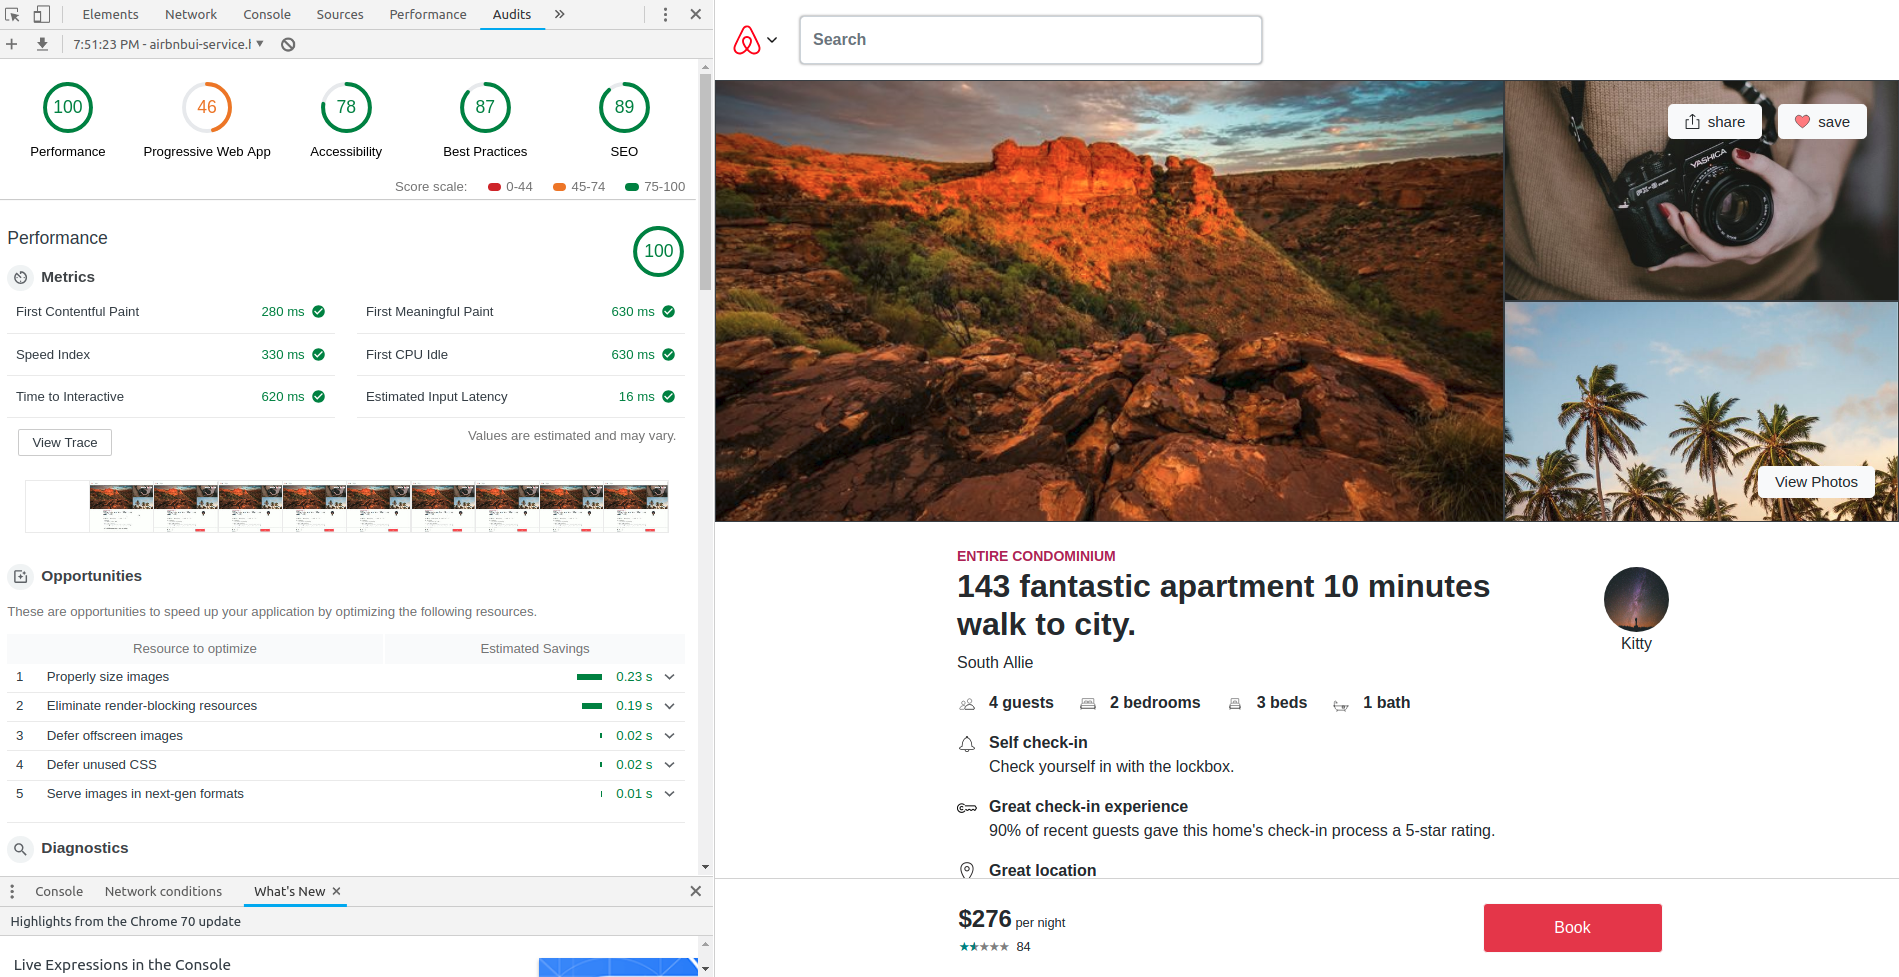 Elements Network Console Sources Performance Audits
7:51:23 PM - airbnbui-service.l
100 46 78 87 89
Performance Progressive Web App Accessibility Best Practices SEO
Score scale: 0-44 45-74 75-100
Performance
100
Metrics
First Contentful Paint 280 ms First Meaningful Paint 630 ms
Speed Index 330 ms First CPU Idle 630 ms
Time to Interactive 620 ms Estimated Input Latency 16 ms
View Trace
Values are estimated and may vary.
Opportunities
These are opportunities to speed up your application by optimizing the following resources.
Resource to optimize Estimated Savings
1 Properly size images 0.23 s
2 Eliminate render-blocking resources 0.19 s
3 Defer offscreen images 0.02 s
4 Defer unused CSS 0.02 s
5 Serve images in next-gen formats 0.01 s
Diagnostics
Console Network conditions What's New
Highlights from the Chrome 70 update
Live Expressions in the Console
Search
share save
YASHICA
View Photos
ENTIRE CONDOMINIUM
143 fantastic apartment 10 minutes
walk to city.
Kitty
South Allie
4 guests 2 bedrooms 3 beds 1 bath
Self check-in
Check yourself in with the lockbox.
Great check-in experience
90% of recent guests gave this home's check-in process a 5-star rating.
Great location
$276 per night
84
Book